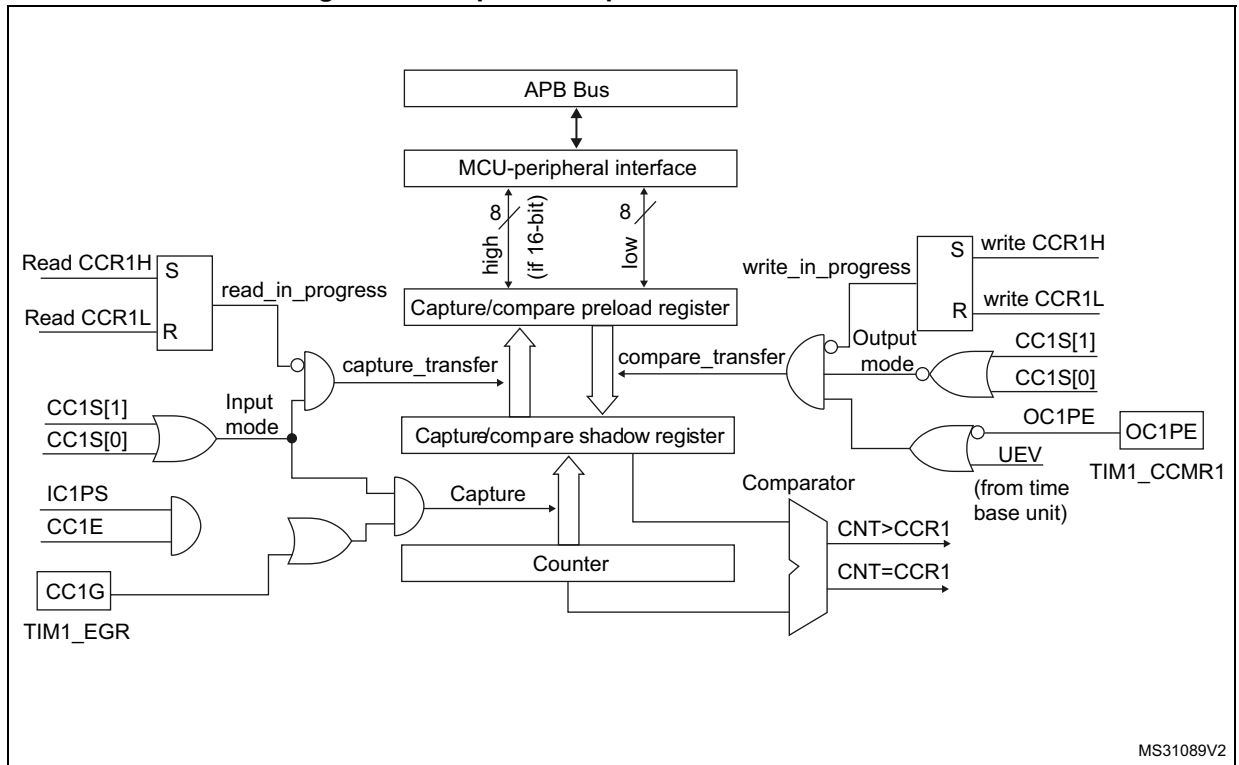 APB Bus
MCU-peripheral interface
8
high
(if 16-bit)
8
low
Read CCR1H
S
read_in_progress
Read CCR1L
R
write_in_progress
S
write CCR1H
R
write CCR1L
Capture/compare preload register
capture_transfer
compare_transfer
Output
mode
CC1S[1]
CC1S[0]
CC1S[1]
CC1S[0]
Input
mode
Capture/compare shadow register
OC1PE
OC1PE
UEV
TIM1_CCMR1
(from time
base unit)
IC1PS
CC1E
Capture
Comparator
CNT>CCR1
CNT=CCR1
Counter
CC1G
TIM1_EGR
MS31089V2